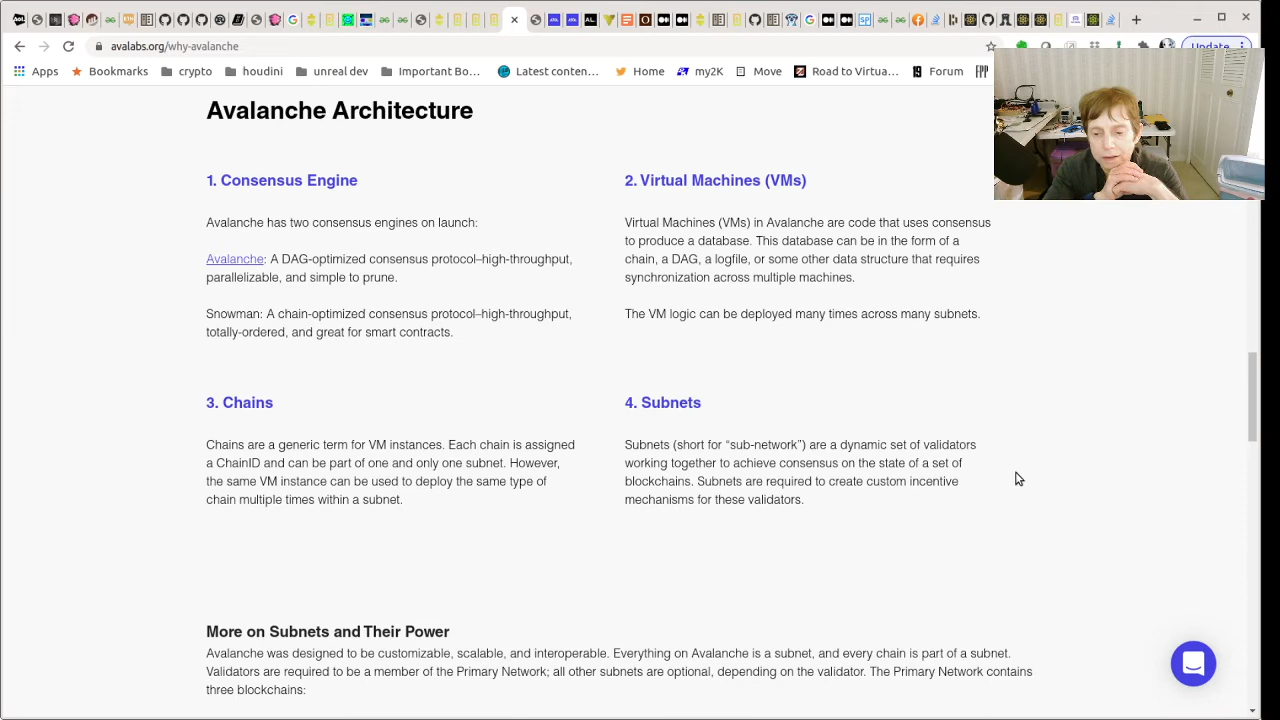 AOL
G
AL
G
SP
avalabs.org/why-avalanche
Update
Apps
Bookmarks
crypto
houdini
unreal dev
Important Bo...
Latest conten...
Home
my2K
Move
Road to Virtua...
Forum
FPP
Avalanche Architecture
1. Consensus Engine
Avalanche has two consensus engines on launch:
Avalanche: A DAG-optimized consensus protocol–high-throughput,
parallelizable, and simple to prune.
Snowman: A chain-optimized consensus protocol–high-throughput,
totally-ordered, and great for smart contracts.
2. Virtual Machines (VMs)
Virtual Machines (VMs) in Avalanche are code that uses consensus
to produce a database. This database can be in the form of a
chain, a DAG, a logfile, or some other data structure that requires
synchronization across multiple machines.
The VM logic can be deployed many times across many subnets.
3. Chains
Chains are a generic term for VM instances. Each chain is assigned
a ChainID and can be part of one and only one subnet. However,
the same VM instance can be used to deploy the same type of
chain multiple times within a subnet.
4. Subnets
Subnets (short for “sub-network”) are a dynamic set of validators
working together to achieve consensus on the state of a set of
blockchains. Subnets are required to create custom incentive
mechanisms for these validators.
More on Subnets and Their Power
Avalanche was designed to be customizable, scalable, and interoperable. Everything on Avalanche is a subnet, and every chain is part of a subnet.
Validators are required to be a member of the Primary Network; all other subnets are optional, depending on the validator. The Primary Network contains
three blockchains: